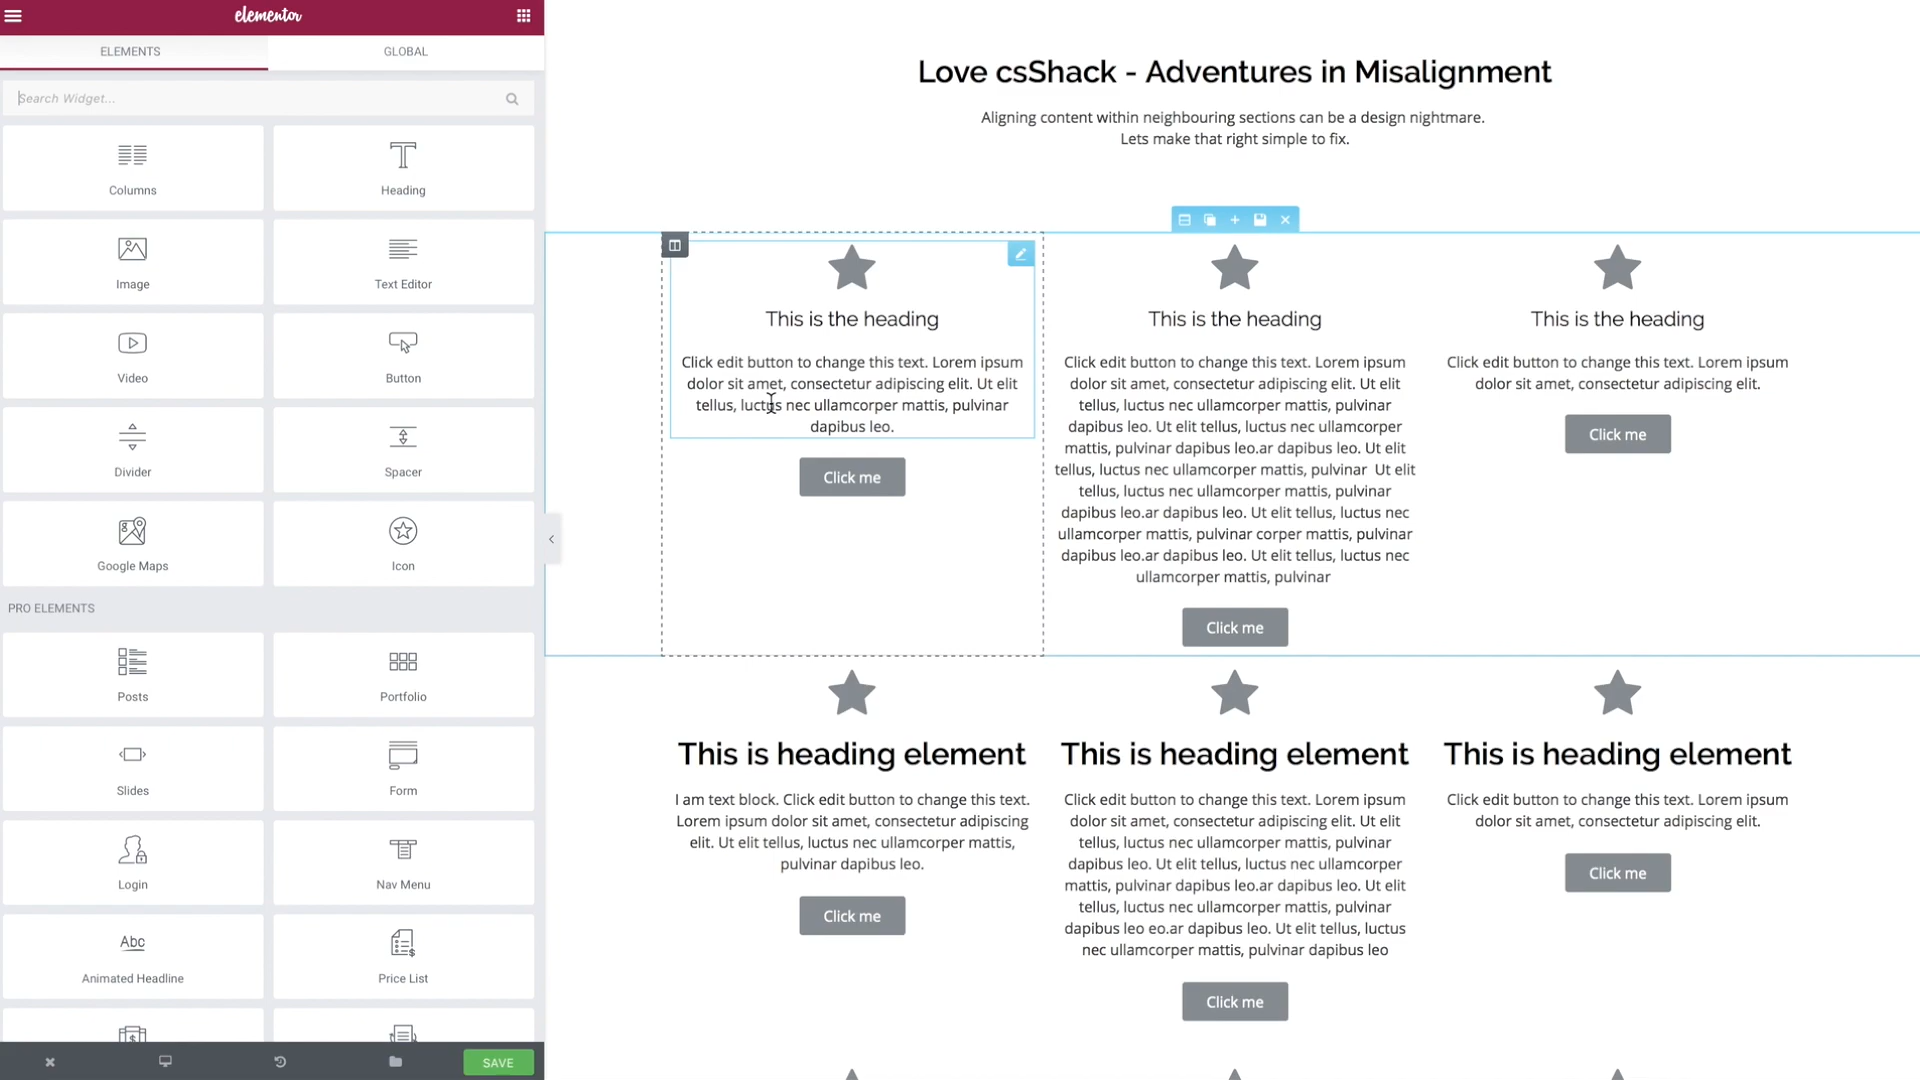 elementor
ELEMENTS
GLOBAL
Search Widget...
Columns
Heading
Image
Text Editor
Video
Button
Divider
Spacer
Google Maps
Icon
PRO ELEMENTS
Posts
Portfolio
Slides
Form
Login
Nav Menu
Abc
Animated Headline
Price List
SAVE
Love csShack - Adventures in Misalignment
Aligning content within neighbouring sections can be a design nightmare.
Lets make that right simple to fix.
This is the heading
Click edit button to change this text. Lorem ipsum
dolor sit amet, consectetur adipiscing elit. Ut elit
tellus, luctus nec ullamcorper mattis, pulvinar
dapibus leo.
Click me
This is the heading
Click edit button to change this text. Lorem ipsum
dolor sit amet, consectetur adipiscing elit. Ut elit
tellus, luctus nec ullamcorper mattis, pulvinar
dapibus leo. Ut elit tellus, luctus nec ullamcorper
mattis, pulvinar dapibus leo.ar dapibus leo. Ut elit
tellus, luctus nec ullamcorper mattis, pulvinar  Ut elit
tellus, luctus nec ullamcorper mattis, pulvinar
dapibus leo.ar dapibus leo. Ut elit tellus, luctus nec
ullamcorper mattis, pulvinar corper mattis, pulvinar
dapibus leo.ar dapibus leo. Ut elit tellus, luctus nec
ullamcorper mattis, pulvinar
Click me
This is the heading
Click edit button to change this text. Lorem ipsum
dolor sit amet, consectetur adipiscing elit.
Click me
This is heading element
I am text block. Click edit button to change this text.
Lorem ipsum dolor sit amet, consectetur adipiscing
elit. Ut elit tellus, luctus nec ullamcorper mattis,
pulvinar dapibus leo.
Click me
This is heading element
Click edit button to change this text. Lorem ipsum
dolor sit amet, consectetur adipiscing elit. Ut elit
tellus, luctus nec ullamcorper mattis, pulvinar
dapibus leo. Ut elit tellus, luctus nec ullamcorper
mattis, pulvinar dapibus leo.ar dapibus leo. Ut elit
tellus, luctus nec ullamcorper mattis, pulvinar
dapibus leo eo.ar dapibus leo. Ut elit tellus, luctus
nec ullamcorper mattis, pulvinar dapibus leo
Click me
This is heading element
Click edit button to change this text. Lorem ipsum
dolor sit amet, consectetur adipiscing elit.
Click me